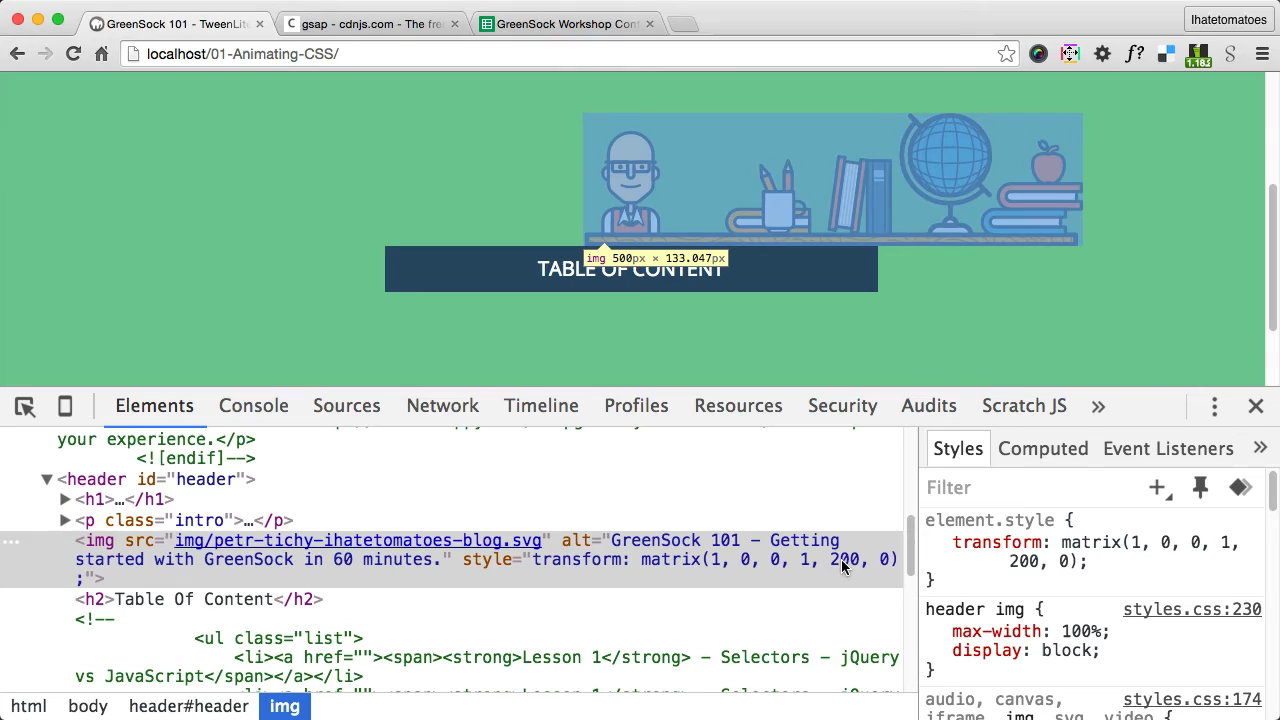 GreenSock 101 - TweenLit
gsap - cdnjs.com - The fre
GreenSock Workshop Con
Ihatetomatoes
localhost/01-Animating-CSS/
f?
1.182
S
TABLE OF CONTENT
img 500px × 133.047px
Elements
Console
Sources
Network
Timeline
Profiles
Resources
Security
Audits
Scratch JS
»
your experience.</p>
<![endif]-->
▼<header id="header">
▶<h1>…</h1>
▶<p class="intro">…</p>
<img src="img/petr-tichy-ihatetomatoes-blog.svg" alt="GreenSock 101 - Getting
started with GreenSock in 60 minutes." style="transform: matrix(1, 0, 0, 1, 200, 0)
;">
<h2>Table Of Content</h2>
<!--
<ul class="list">
<li><a href=""><span><strong>Lesson 1</strong> - Selectors - jQuery
vs JavaScript</span></a></li>
html
body
header#header
img
Styles
Computed
Event Listeners
»
Filter
element.style {
transform: matrix(1, 0, 0, 1,
200, 0);
}
header img {
styles.css:230
max-width: 100%;
display: block;
}
audio, canvas,
styles.css:174
iframe, img, svg, video {